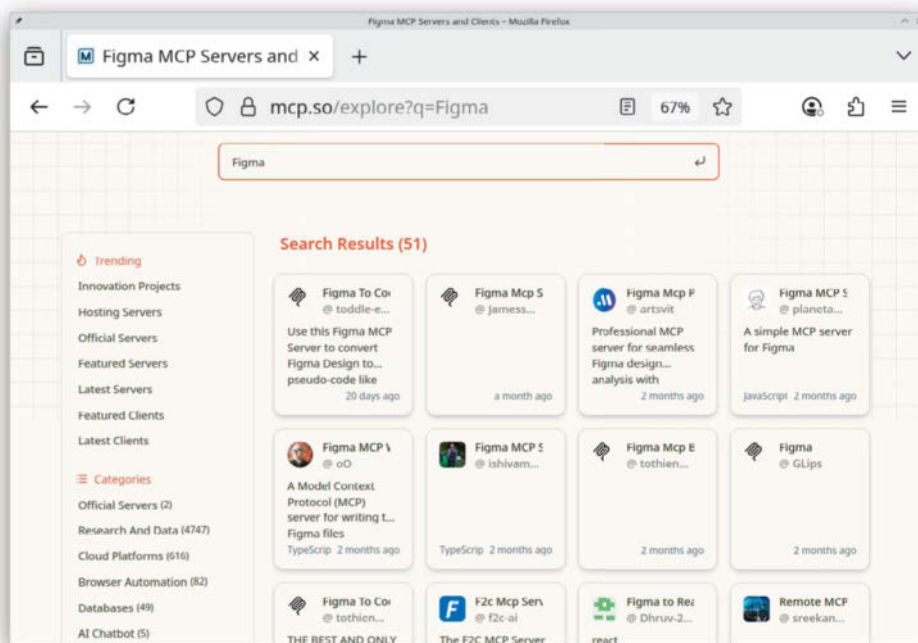 Figma MCP Servers and Clients – Mozilla Firefox
Figma MCP Servers and
mcp.so/explore?q=Figma
67%
Figma
Trending
Innovation Projects
Hosting Servers
Official Servers
Featured Servers
Latest Servers
Featured Clients
Latest Clients
Categories
Official Servers (2)
Research And Data (4747)
Cloud Platforms (616)
Browser Automation (82)
Databases (49)
AI Chatbot (5)
Search Results (51)
Figma To Co
@ toddle-e...
Use this Figma MCP
Server to convert
Figma Design to...
pseudo-code like
20 days ago
Figma Mcp S
@ Jamess...
a month ago
Figma Mcp P
@ artsvit
Professional MCP
server for seamless
Figma design...
analysis with
2 months ago
Figma MCP S
@ planeta...
A simple MCP server
for Figma
JavaScript 2 months ago
Figma MCP
@ oO
A Model Context
Protocol (MCP)
server for writing t...
Figma files
TypeScrip 2 months ago
Figma MCP S
@ ishivam...
TypeScrip 2 months ago
Figma Mcp E
@ tothien...
2 months ago
Figma
@ GLips
2 months ago
Figma To Co
@ tothien...
THE BEST AND ONLY
F2c Mcp Serv
@ f2c-ai
The F2C MCP Server
Figma to Rea
@ Dhruv-2...
react
Remote MCP
@ sreekan...